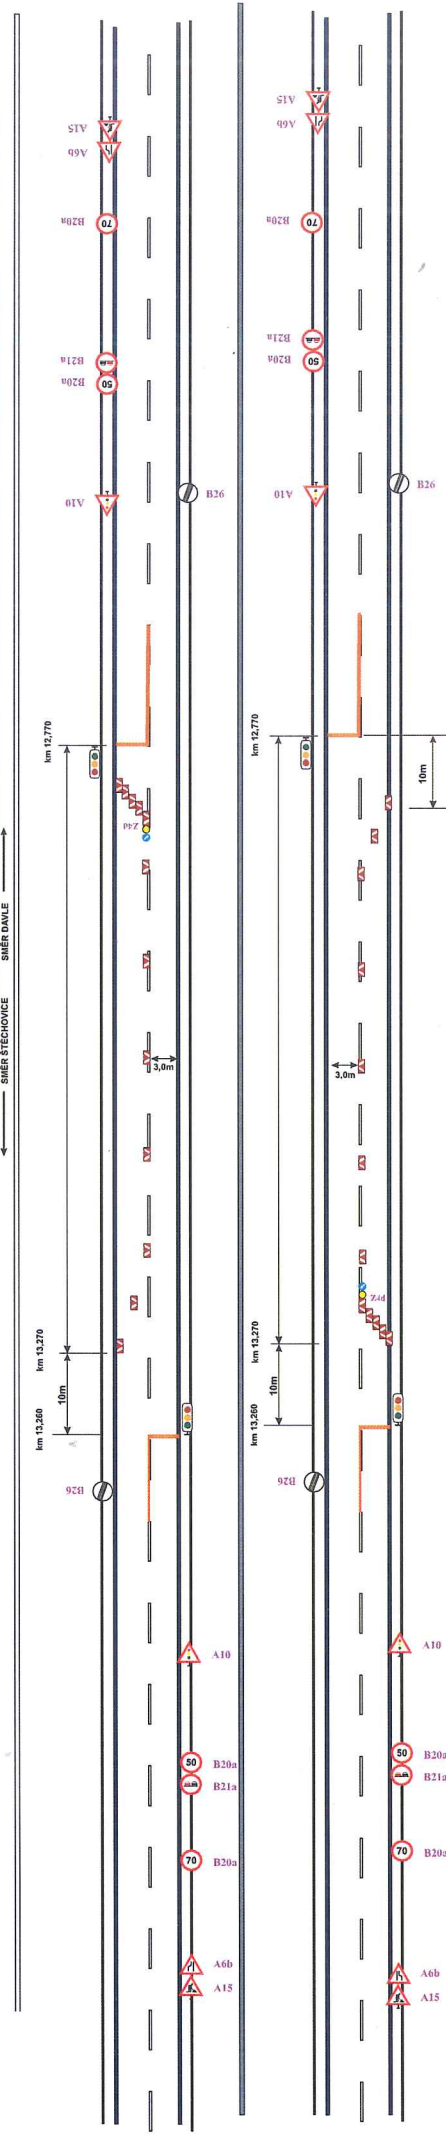 SMĚR ŠTĚCHOVICE
SMĚR DAVLE
A15
A6b
B20a
70
B21a
B20a
50
A10
B26
km 12,770
Z4d
3,0m
km 13,270
10m
km 13,260
B26
A10
50
B20a
B21a
70
B20a
A6b
A15
A15
A6b
B20a
70
B21a
B20a
50
A10
B26
km 12,770
10m
3,0m
Z4d
km 13,270
10m
km 13,260
B26
A10
50
B20a
B21a
70
B20a
A6b
A15